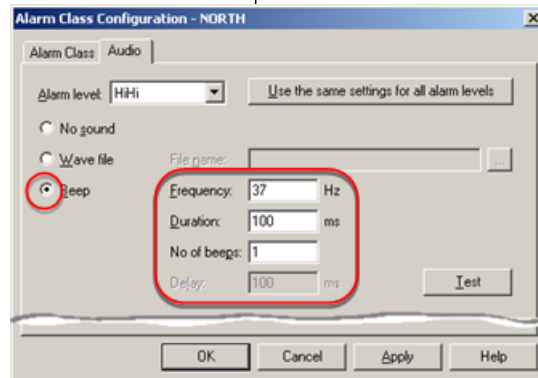 Alarm Class Configuration - NORTH
Alarm Class Audio
Alarm level: HiHi Use the same settings for all alarm levels
No sound
Wave file File name: ...
Beep Frequency: 37 Hz
Duration: 100 ms
No of beeps: 1
Delay: 100 ms Test
OK Cancel Apply Help